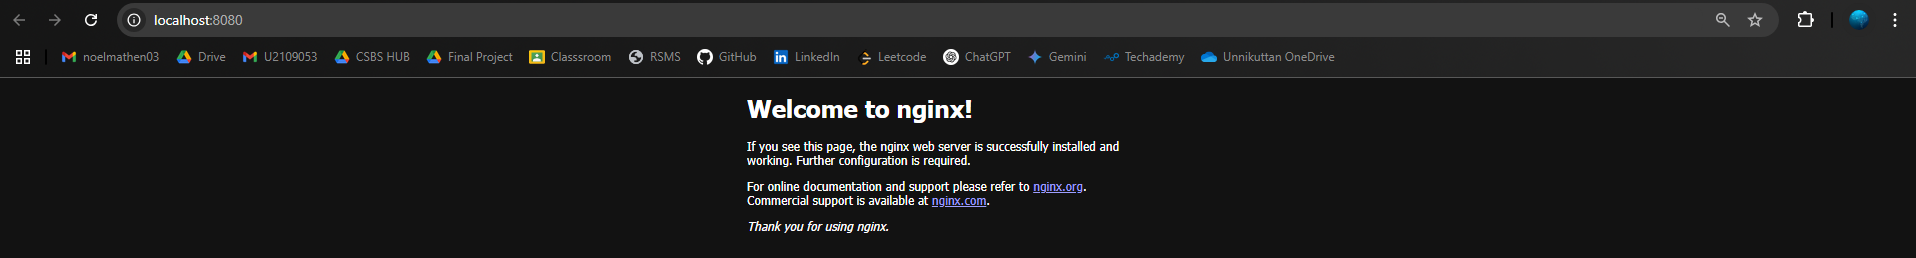 localhost:8080
noelmathen03 Drive U2109053 CSBS HUB Final Project Classsroom RSMS GitHub LinkedIn Leetcode ChatGPT Gemini Techademy Unnikuttan OneDrive
Welcome to nginx!
If you see this page, the nginx web server is successfully installed and
working. Further configuration is required.
For online documentation and support please refer to nginx.org.
Commercial support is available at nginx.com.
Thank you for using nginx.